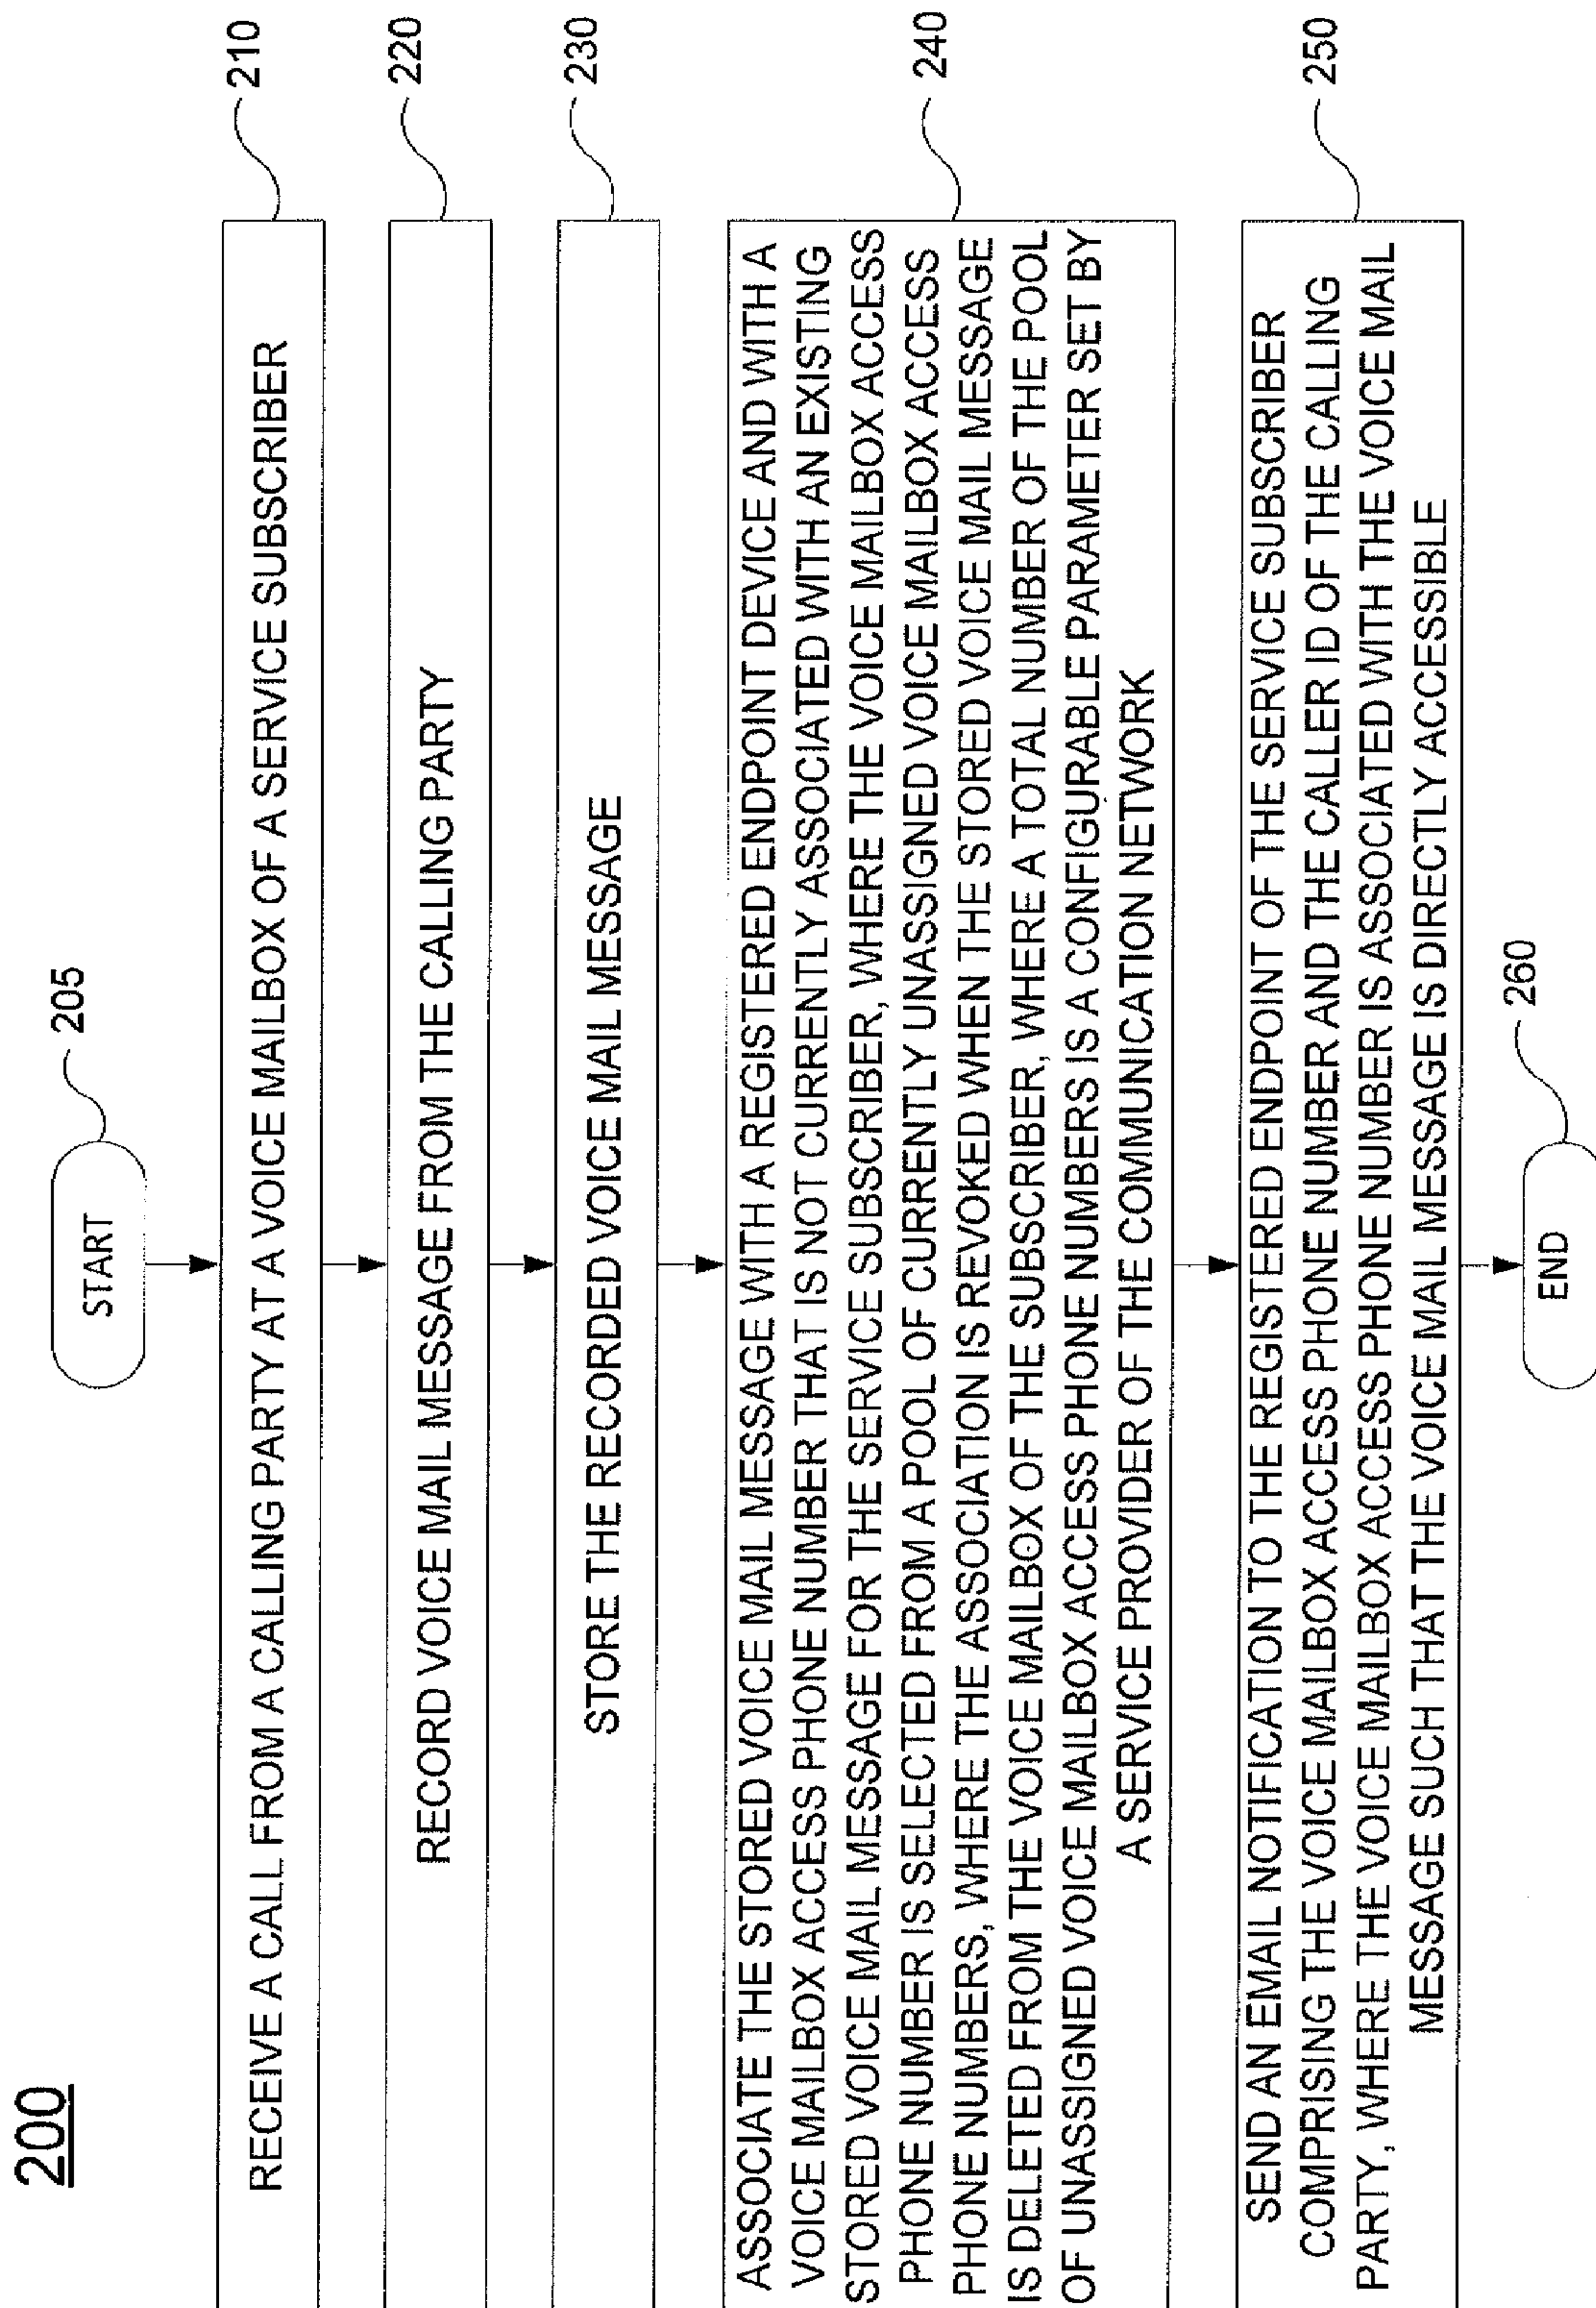 200
START
205
RECEIVE A CALL FROM A CALLING PARTY AT A VOICE MAILBOX OF A SERVICE SUBSCRIBER
210
RECORD VOICE MAIL MESSAGE FROM THE CALLING PARTY
220
STORE THE RECORDED VOICE MAIL MESSAGE
230
ASSOCIATE THE STORED VOICE MAIL MESSAGE WITH A REGISTERED ENDPOINT DEVICE AND WITH A
VOICE MAILBOX ACCESS PHONE NUMBER THAT IS NOT CURRENTLY ASSOCIATED WITH AN EXISTING
STORED VOICE MAIL MESSAGE FOR THE SERVICE SUBSCRIBER, WHERE THE VOICE MAILBOX ACCESS
PHONE NUMBER IS SELECTED FROM A POOL OF CURRENTLY UNASSIGNED VOICE MAILBOX ACCESS
PHONE NUMBERS, WHERE THE ASSOCIATION IS REVOKED WHEN THE STORED VOICE MAIL MESSAGE
IS DELETED FROM THE VOICE MAILBOX OF THE SUBSCRIBER, WHERE A TOTAL NUMBER OF THE POOL
OF UNASSIGNED VOICE MAILBOX ACCESS PHONE NUMBERS IS A CONFIGURABLE PARAMETER SET BY
A SERVICE PROVIDER OF THE COMMUNICATION NETWORK
240
SEND AN EMAIL NOTIFICATION TO THE REGISTERED ENDPOINT OF THE SERVICE SUBSCRIBER
COMPRISING THE VOICE MAILBOX ACCESS PHONE NUMBER AND THE CALLER ID OF THE CALLING
PARTY, WHERE THE VOICE MAILBOX ACCESS PHONE NUMBER IS ASSOCIATED WITH THE VOICE MAIL
MESSAGE SUCH THAT THE VOICE MAIL MESSAGE IS DIRECTLY ACCESSIBLE
250
END
260